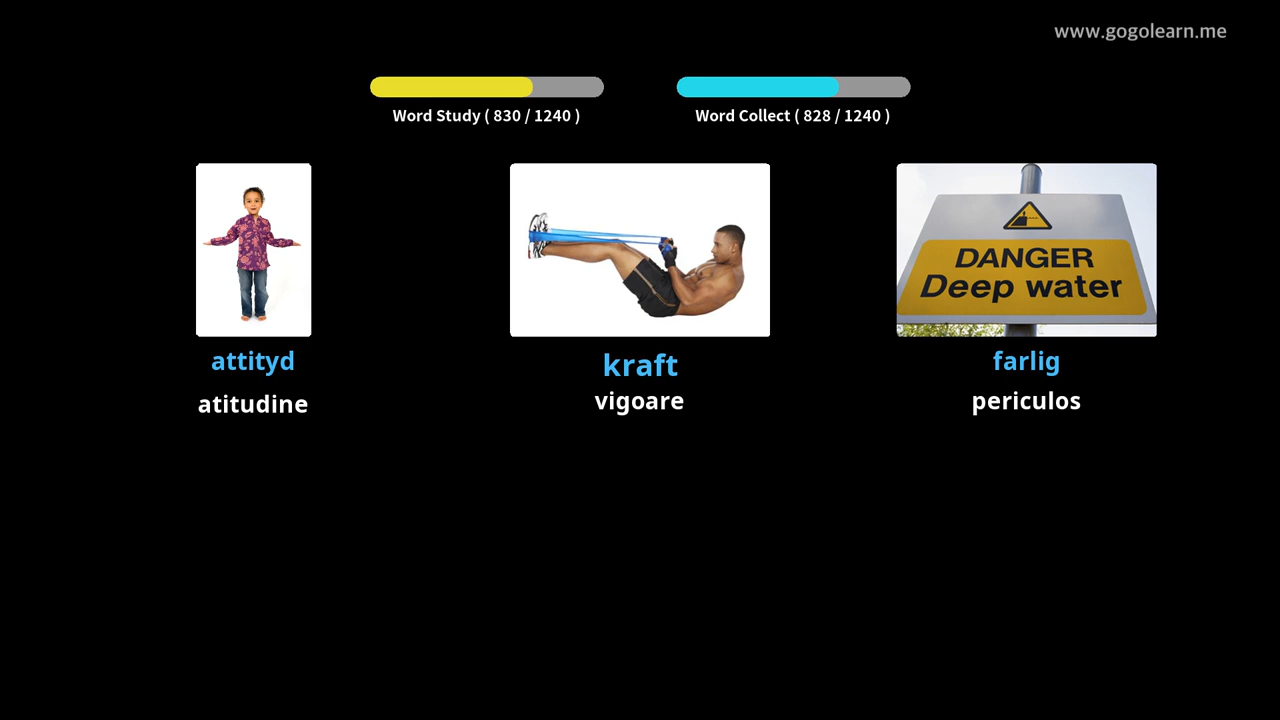 www.gogolearn.me
Word Study ( 830 / 1240 )
Word Collect ( 828 / 1240 )
DANGER
Deep water
attityd
kraft
farlig
atitudine
vigoare
periculos